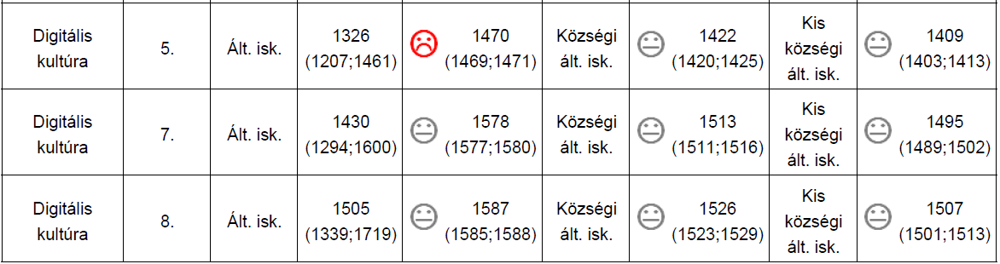 Digitális kultúra
5.
Ált. isk.
1326
(1207;1461)
1470
(1469;1471)
Községi ált. isk.
1422
(1420;1425)
Kis községi ált. isk.
1409
(1403;1413)
Digitális kultúra
7.
Ált. isk.
1430
(1294;1600)
1578
(1577;1580)
Községi ált. isk.
1513
(1511;1516)
Kis községi ált. isk.
1495
(1489;1502)
Digitális kultúra
8.
Ált. isk.
1505
(1339;1719)
1587
(1585;1588)
Községi ált. isk.
1526
(1523;1529)
Kis községi ált. isk.
1507
(1501;1513)